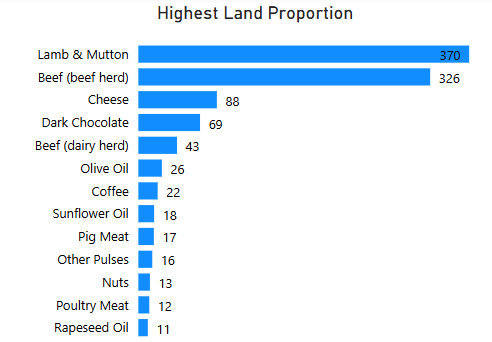 Highest Land Proportion
Lamb & Mutton 370
Beef (beef herd) 326
Cheese 88
Dark Chocolate 69
Beef (dairy herd) 43
Olive Oil 26
Coffee 22
Sunflower Oil 18
Pig Meat 17
Other Pulses 16
Nuts 13
Poultry Meat 12
Rapeseed Oil 11